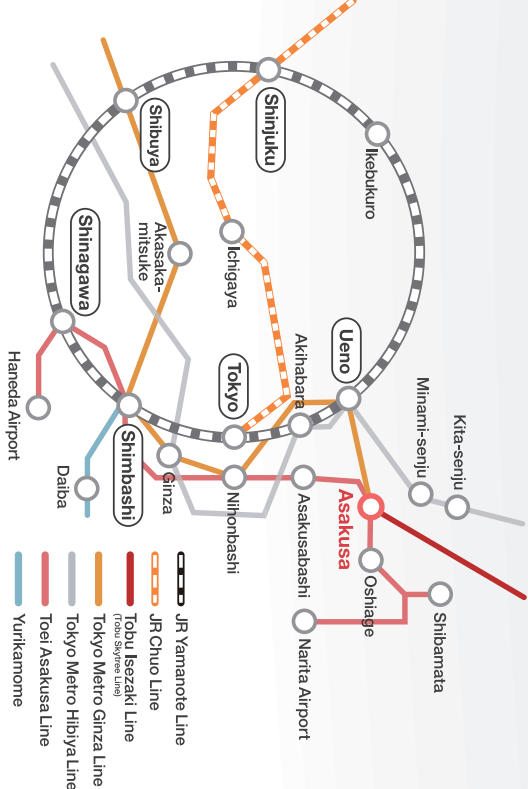 Kita-senju
Minami-senju
Ikebukuro
Ueno
Shibamata
Asakusa
Oshiage
Akihabara
Asakusabashi
Narita Airport
Shinjuku
Ichigaya
Tokyo
Nihonbashi
Ginza
Akasaka-
mitsuke
Shibuya
Shimbashi
Shinagawa
Daiba
Haneda Airport
JR Yamanote Line
JR Chuo Line
Tobu Isezaki Line
(Tobu Skytree Line)
Tokyo Metro Ginza Line
Tokyo Metro Hibiya Line
Toei Asakusa Line
Yurikamome